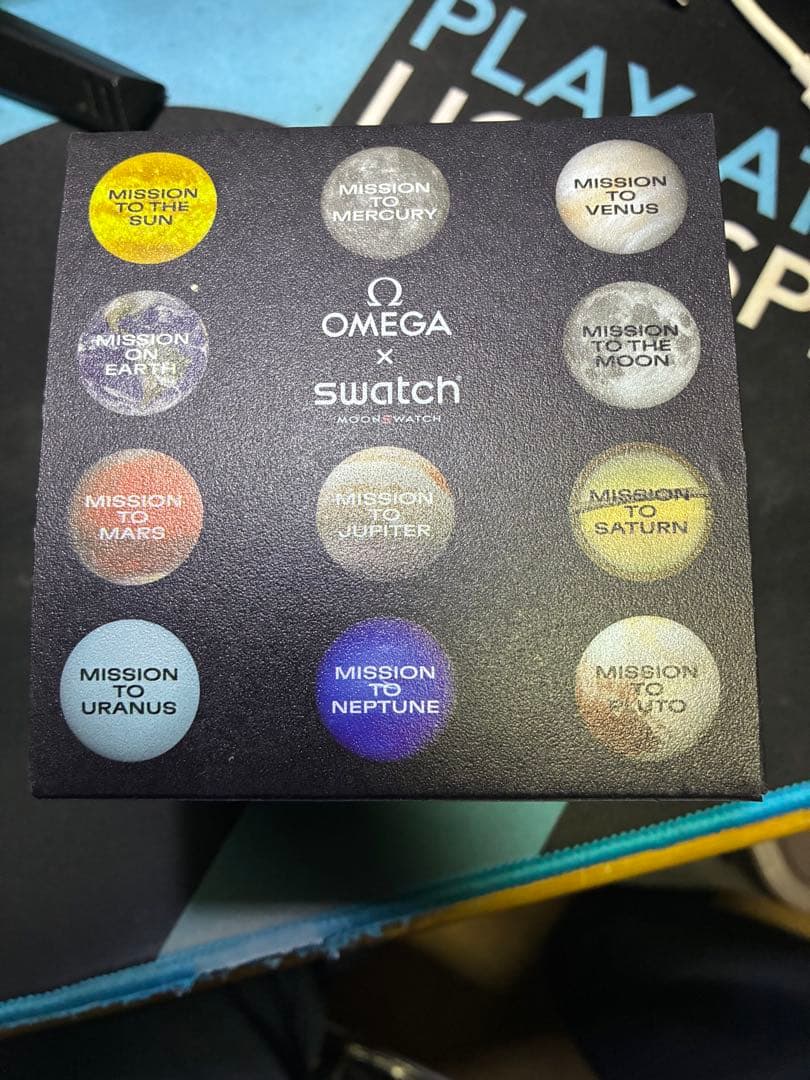 PLAY
MISSION
TO THE
SUN
MISSION
TO
MERCURY
MISSION
TO
VENUS
MISSION
ON
EARTH
Ω
OMEGA
×
swatch
MOONSWATCH
MISSION
TO THE
MOON
MISSION
TO
MARS
MISSION
TO
JUPITER
MISSION
TO
SATURN
MISSION
TO
URANUS
MISSION
TO
NEPTUNE
MISSION
TO
PLUTO